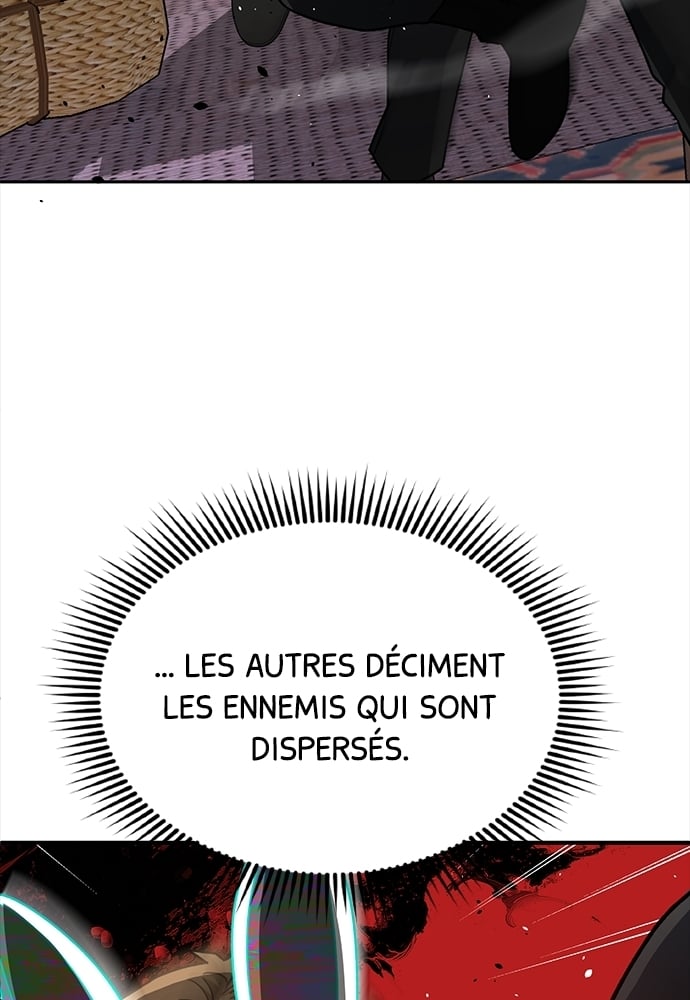 ... LES AUTRES DÉCIMENT
LES ENNEMIS QUI SONT
DISPERSÉS.